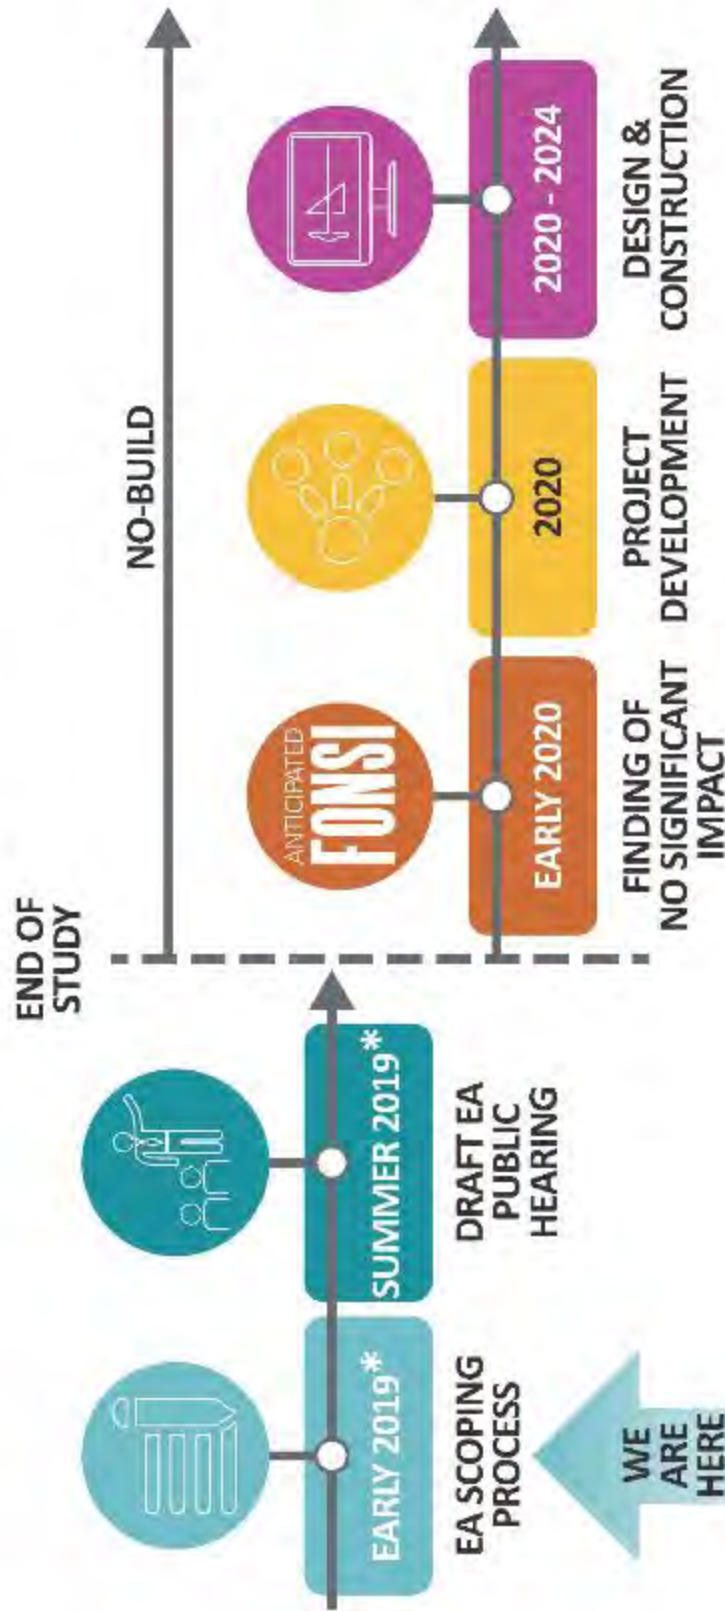 EARLY 2019*
EA SCOPING
PROCESS
WE
ARE
HERE
SUMMER 2019*
DRAFT EA
PUBLIC
HEARING
END OF
STUDY
NO-BUILD
ANTICIPATED
FONSI
EARLY 2020
FINDING OF
NO SIGNIFICANT
IMPACT
2020
PROJECT
DEVELOPMENT
2020 - 2024
DESIGN &
CONSTRUCTION